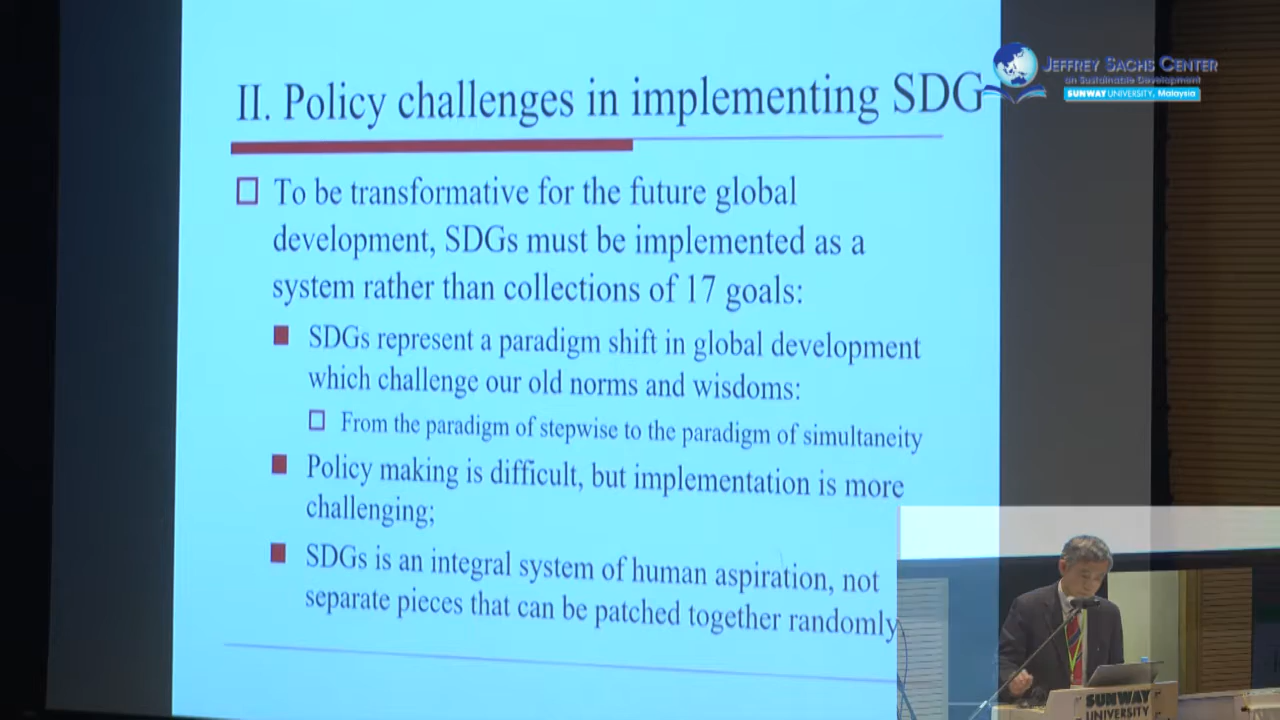 II. Policy challenges in implementing SDG
JEFFREY SACHS CENTER
on Sustainable Development
SUNWAY UNIVERSITY, Malaysia
To be transformative for the future global
development, SDGs must be implemented as a
system rather than collections of 17 goals:
SDGs represent a paradigm shift in global development
which challenge our old norms and wisdoms:
From the paradigm of stepwise to the paradigm of simultaneity
Policy making is difficult, but implementation is more
challenging;
SDGs is an integral system of human aspiration, not
separate pieces that can be patched together randomly
SUNWAY
UNIVERSITY